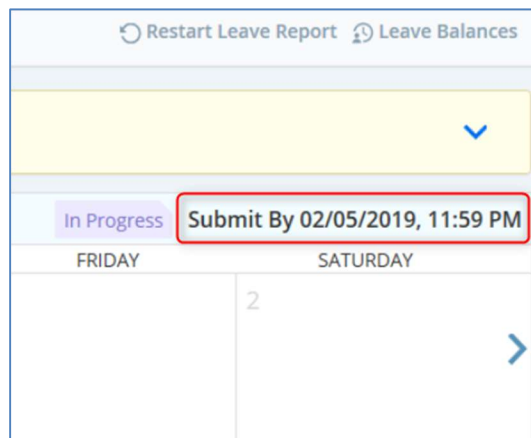 Restart Leave Report Leave Balances
In Progress Submit By 02/05/2019, 11:59 PM
FRIDAY SATURDAY
2